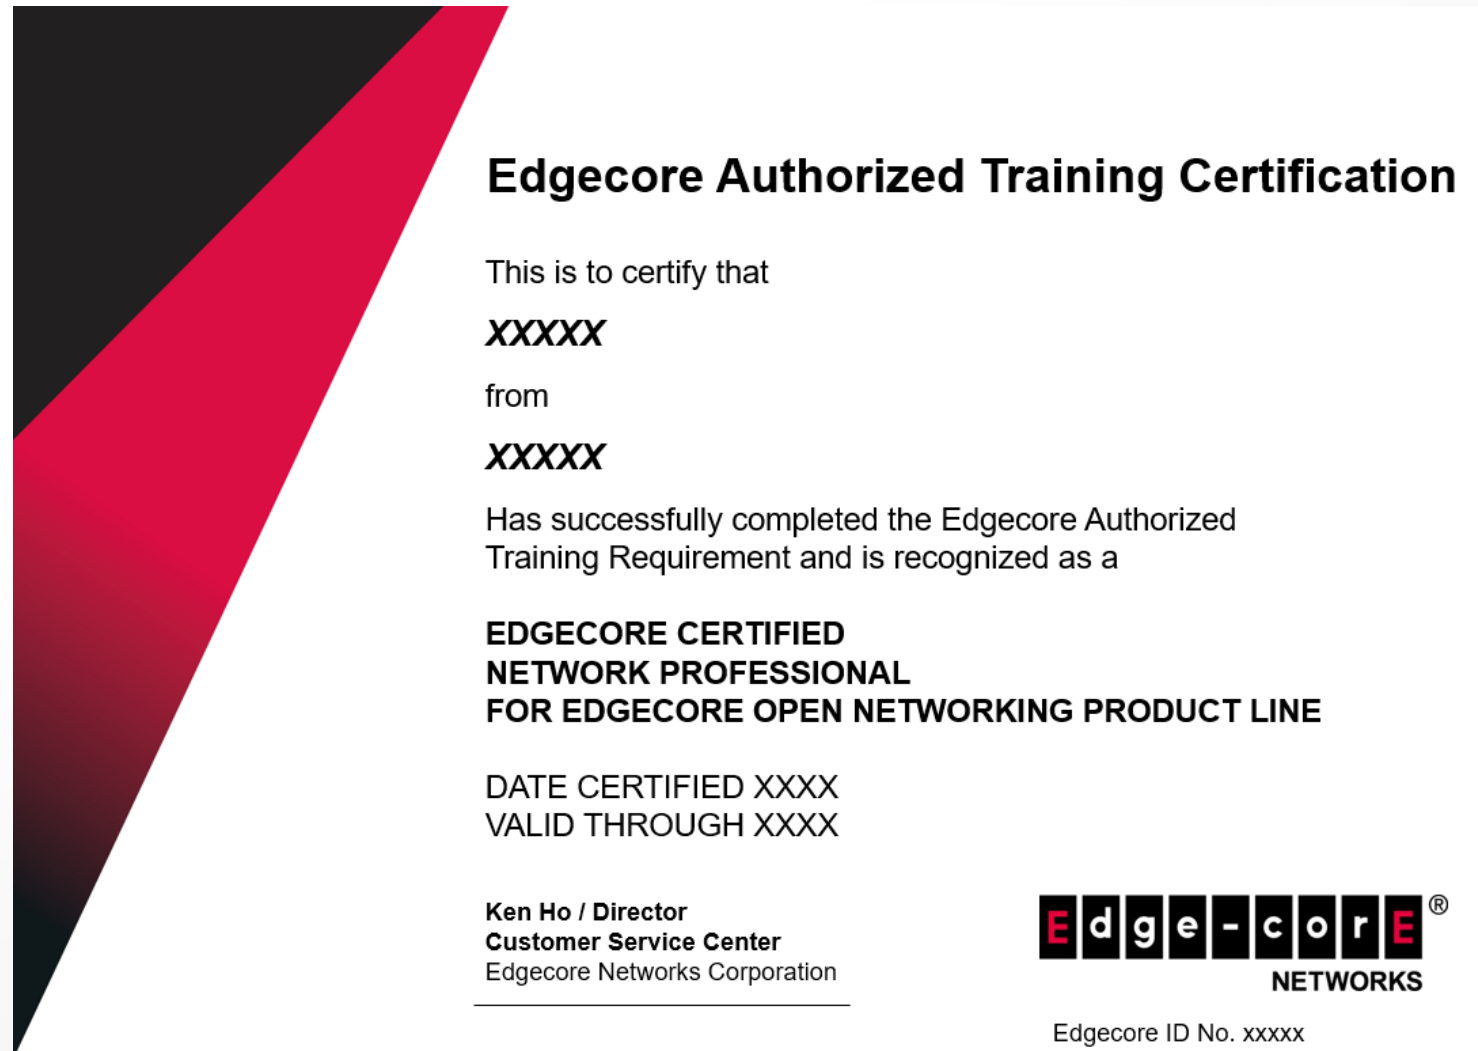 Edgecore Authorized Training Certification
This is to certify that
XXXXX
from
XXXXX
Has successfully completed the Edgecore Authorized
Training Requirement and is recognized as a
EDGECORE CERTIFIED
NETWORK PROFESSIONAL
FOR EDGECORE OPEN NETWORKING PRODUCT LINE
DATE CERTIFIED XXXX
VALID THROUGH XXXX
Ken Ho / Director
Customer Service Center
Edgecore Networks Corporation
Edge-corE®
NETWORKS
Edgecore ID No. xxxxx